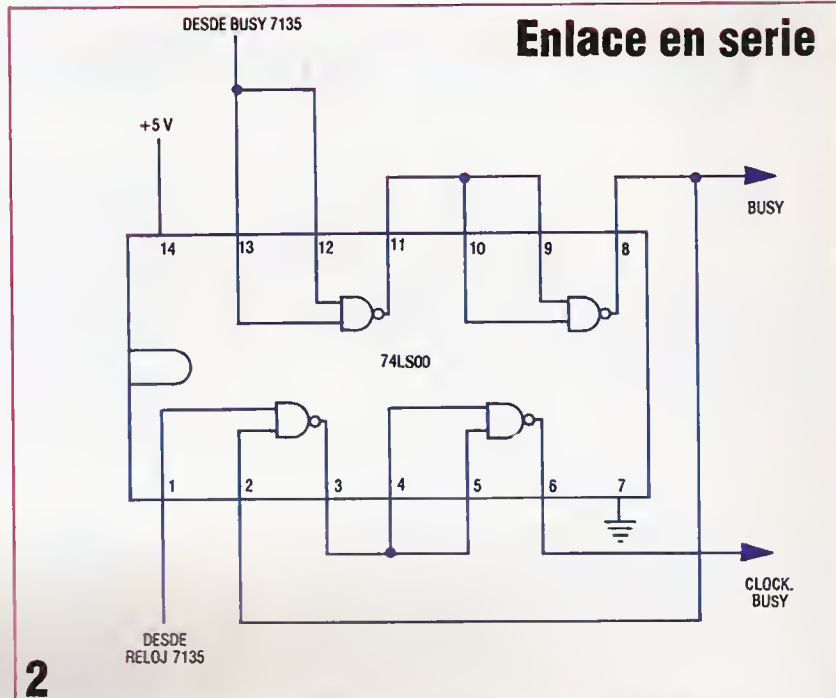 Enlace en serie
DESDE BUSY 7135
+5 V
BUSY
14
13
12
11
10
9
8
74LS00
1
2
3
4
5
6
7
CLOCK.
BUSY
DESDE
RELOJ 7135
2